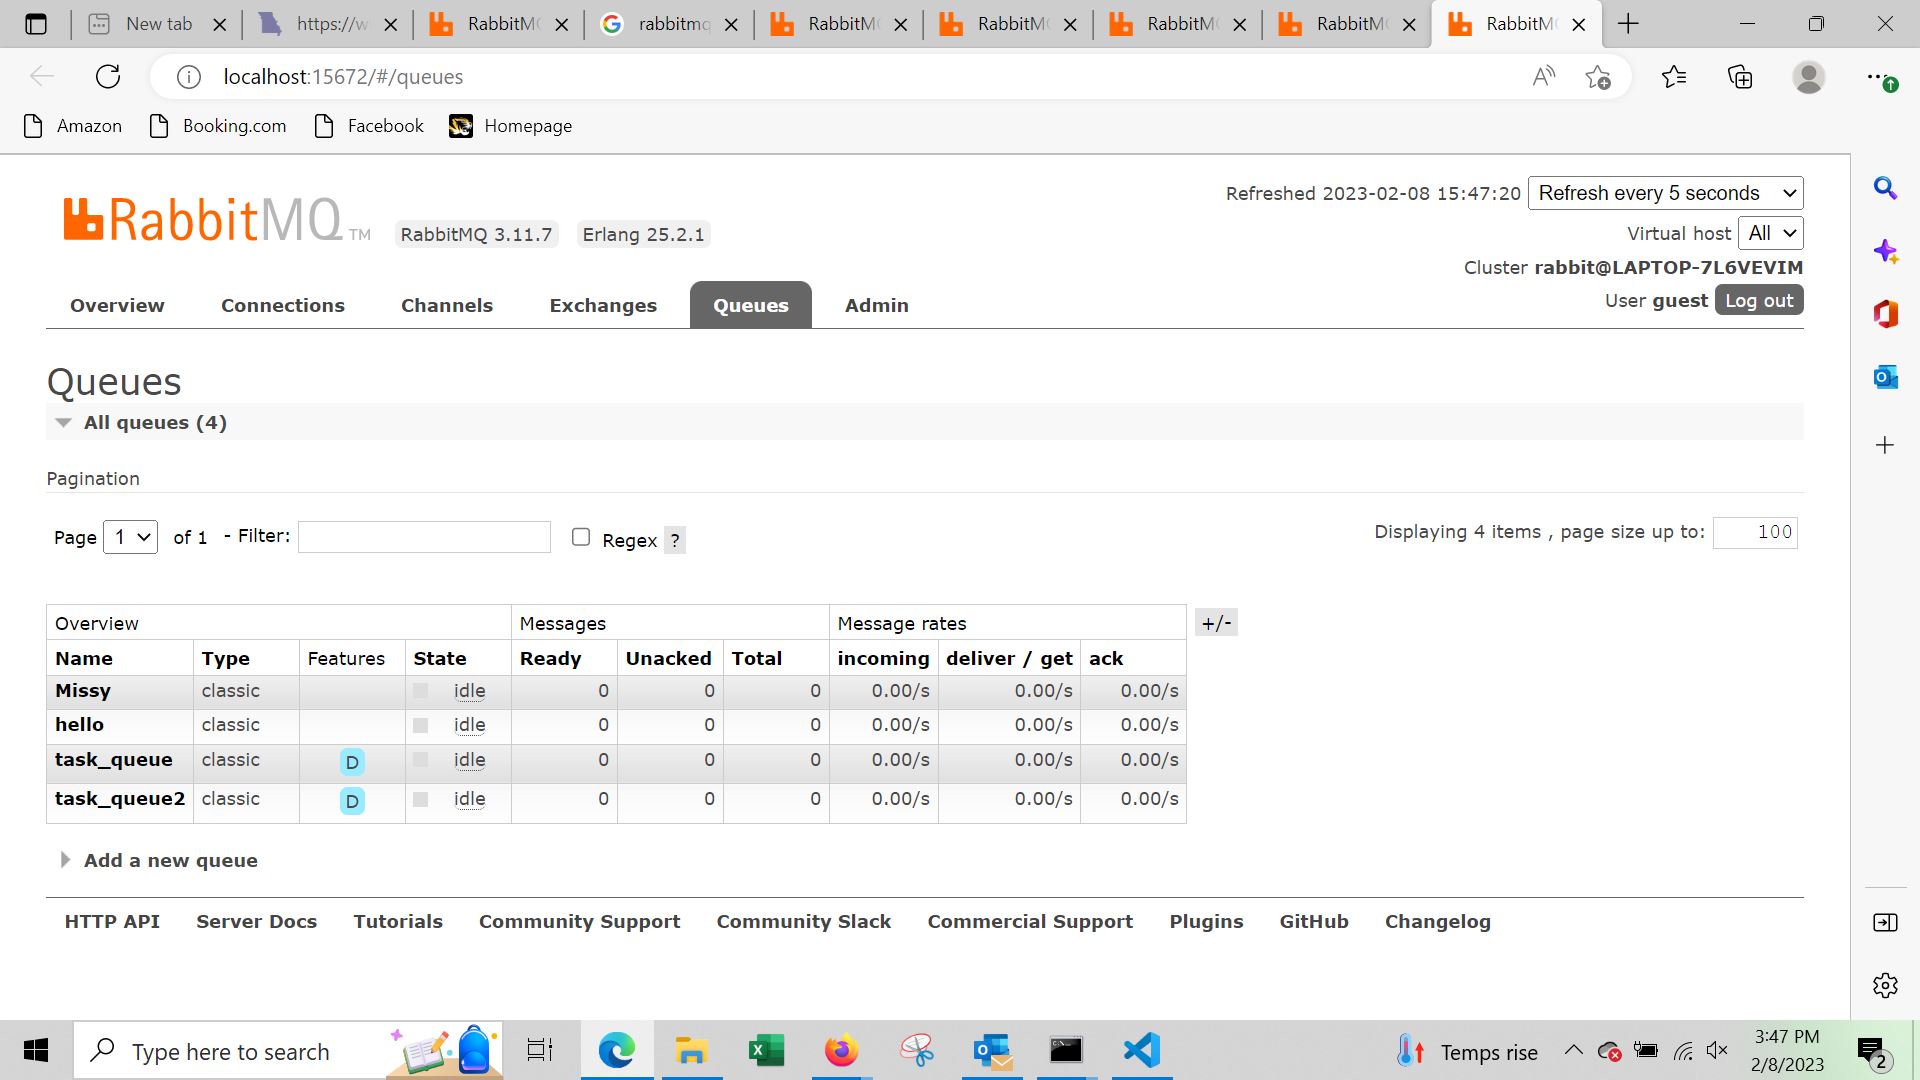 New tab
https://w
RabbitM
rabbitmq
RabbitM
RabbitM
RabbitM
RabbitM
RabbitM
localhost:15672/#/queues
Amazon
Booking.com
Facebook
Homepage
RabbitMQ TM
RabbitMQ 3.11.7
Erlang 25.2.1
Refreshed 2023-02-08 15:47:20
Refresh every 5 seconds
Virtual host All
Cluster rabbit@LAPTOP-7L6VEVIM
User guest Log out
Overview Connections Channels Exchanges Queues Admin
Queues
All queues (4)
Pagination
Page 1 of 1 - Filter: Regex ?
Displaying 4 items , page size up to: 100
Overview Messages Message rates +/-
Name Type Features State Ready Unacked Total incoming deliver / get ack
Missy classic idle 0 0 0 0.00/s 0.00/s 0.00/s
hello classic idle 0 0 0 0.00/s 0.00/s 0.00/s
task_queue classic D idle 0 0 0 0.00/s 0.00/s 0.00/s
task_queue2 classic D idle 0 0 0 0.00/s 0.00/s 0.00/s
Add a new queue
HTTP API Server Docs Tutorials Community Support Community Slack Commercial Support Plugins GitHub Changelog
Type here to search
Temps rise
3:47 PM
2/8/2023
2